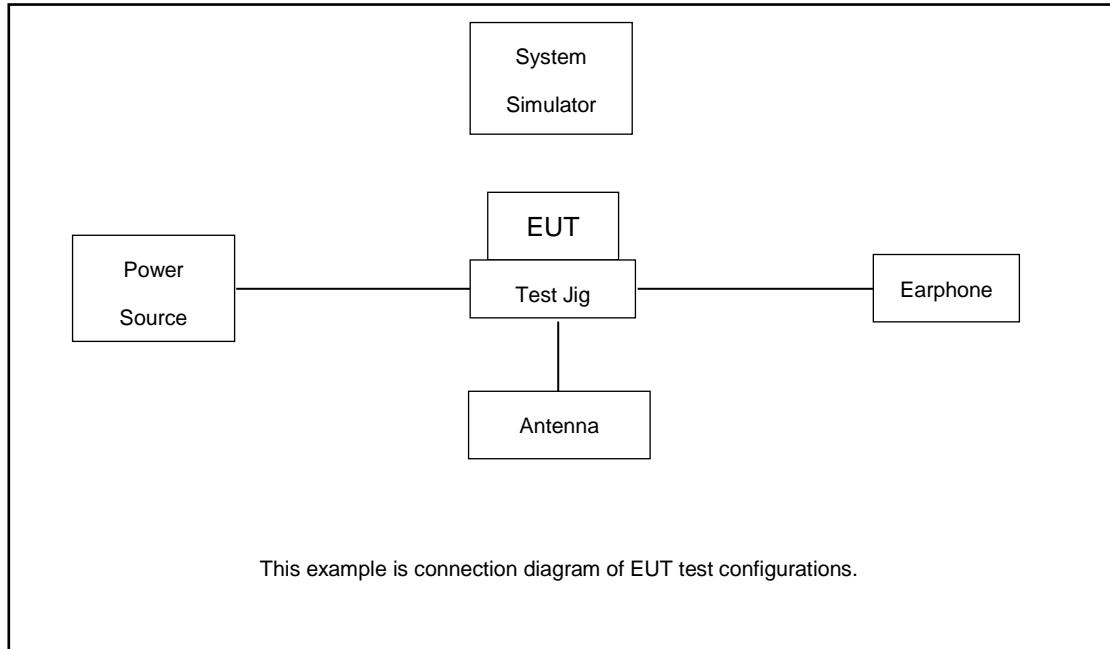 System
Simulator
EUT
Power
Source
Test Jig
Earphone
Antenna
This example is connection diagram of EUT test configurations.